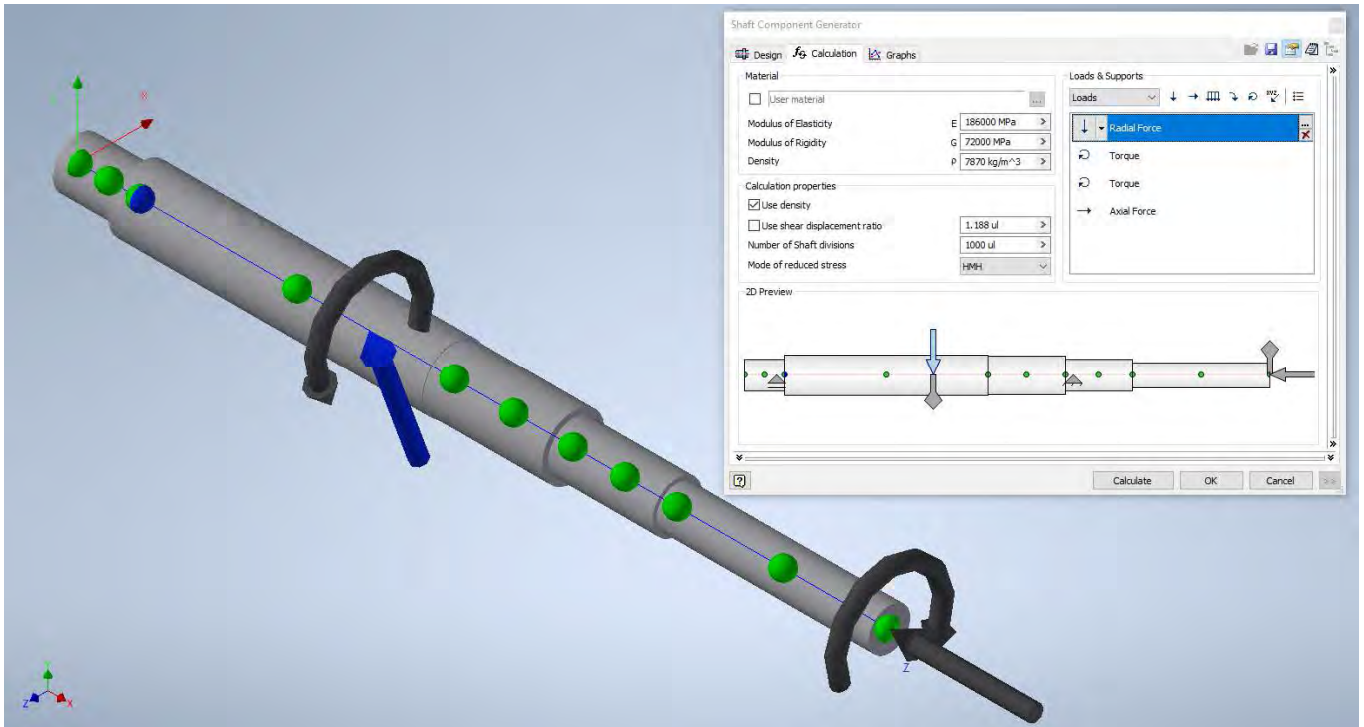 Shaft Component Generator
Design Calculation Graphs
Material
User material ...
Modulus of Elasticity E 186000 MPa >
Modulus of Rigidity G 72000 MPa >
Density ρ 7870 kg/m^3 >
Calculation properties
Use density
Use shear displacement ratio 1.188 ul >
Number of Shaft divisions 1000 ul >
Mode of reduced stress HMH
Loads & Supports
Loads
Radial Force ...
Torque
Torque
Axial Force
2D Preview
Calculate OK Cancel >>
Z
Y
Z X